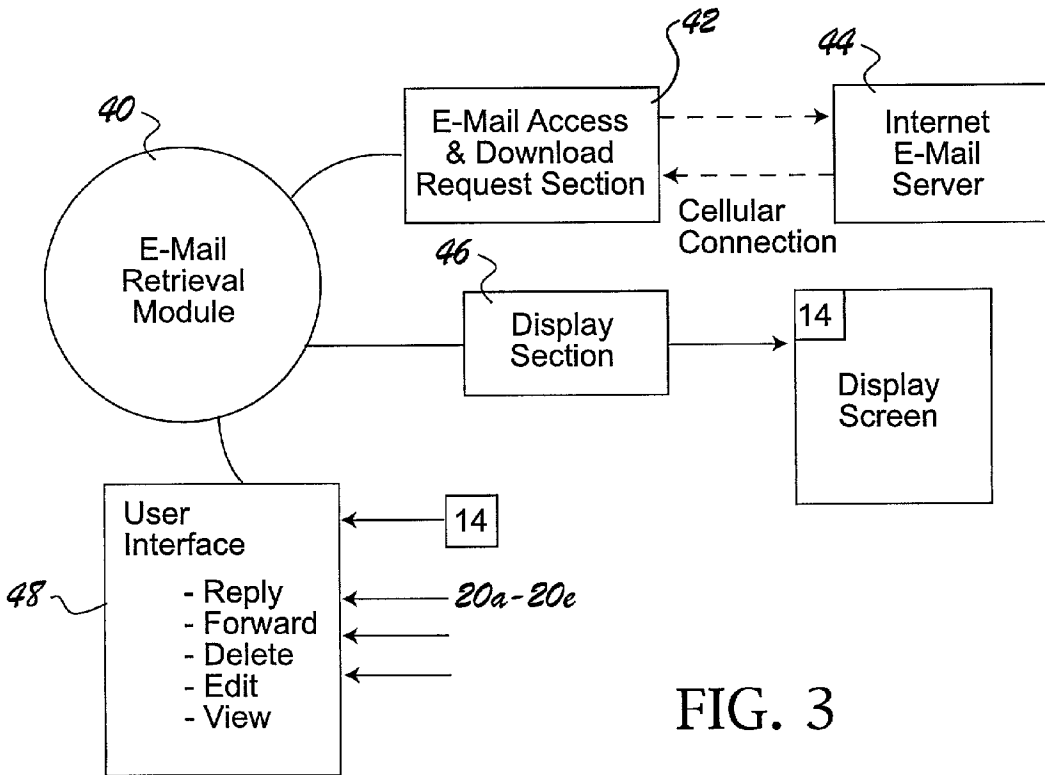 42
44
40
E-Mail Access
& Download
Request Section
Internet
E-Mail
Server
Cellular
Connection
E-Mail
Retrieval
Module
46
Display
Section
14
Display
Screen
User
Interface
14
48
- Reply
20a-20e
- Forward
- Delete
- Edit
- View
FIG. 3